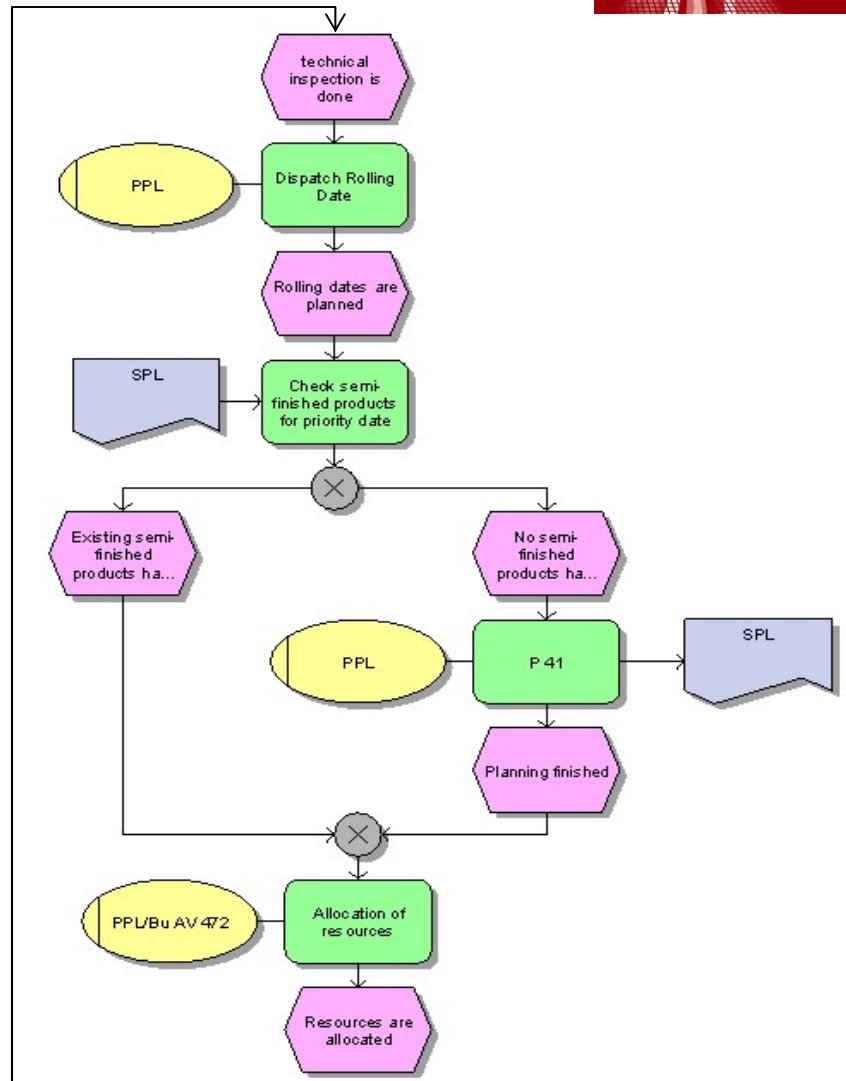 technical
inspection is
done
PPL
Dispatch Rolling
Date
Rolling dates are
planned
SPL
Check semi-
finished products
for priority date
Existing semi-
finished
products ha...
No semi-
finished
products ha...
PPL
P 41
SPL
Planning finished
PPL/Bu AV 472
Allocation of
resources
Resources are
allocated